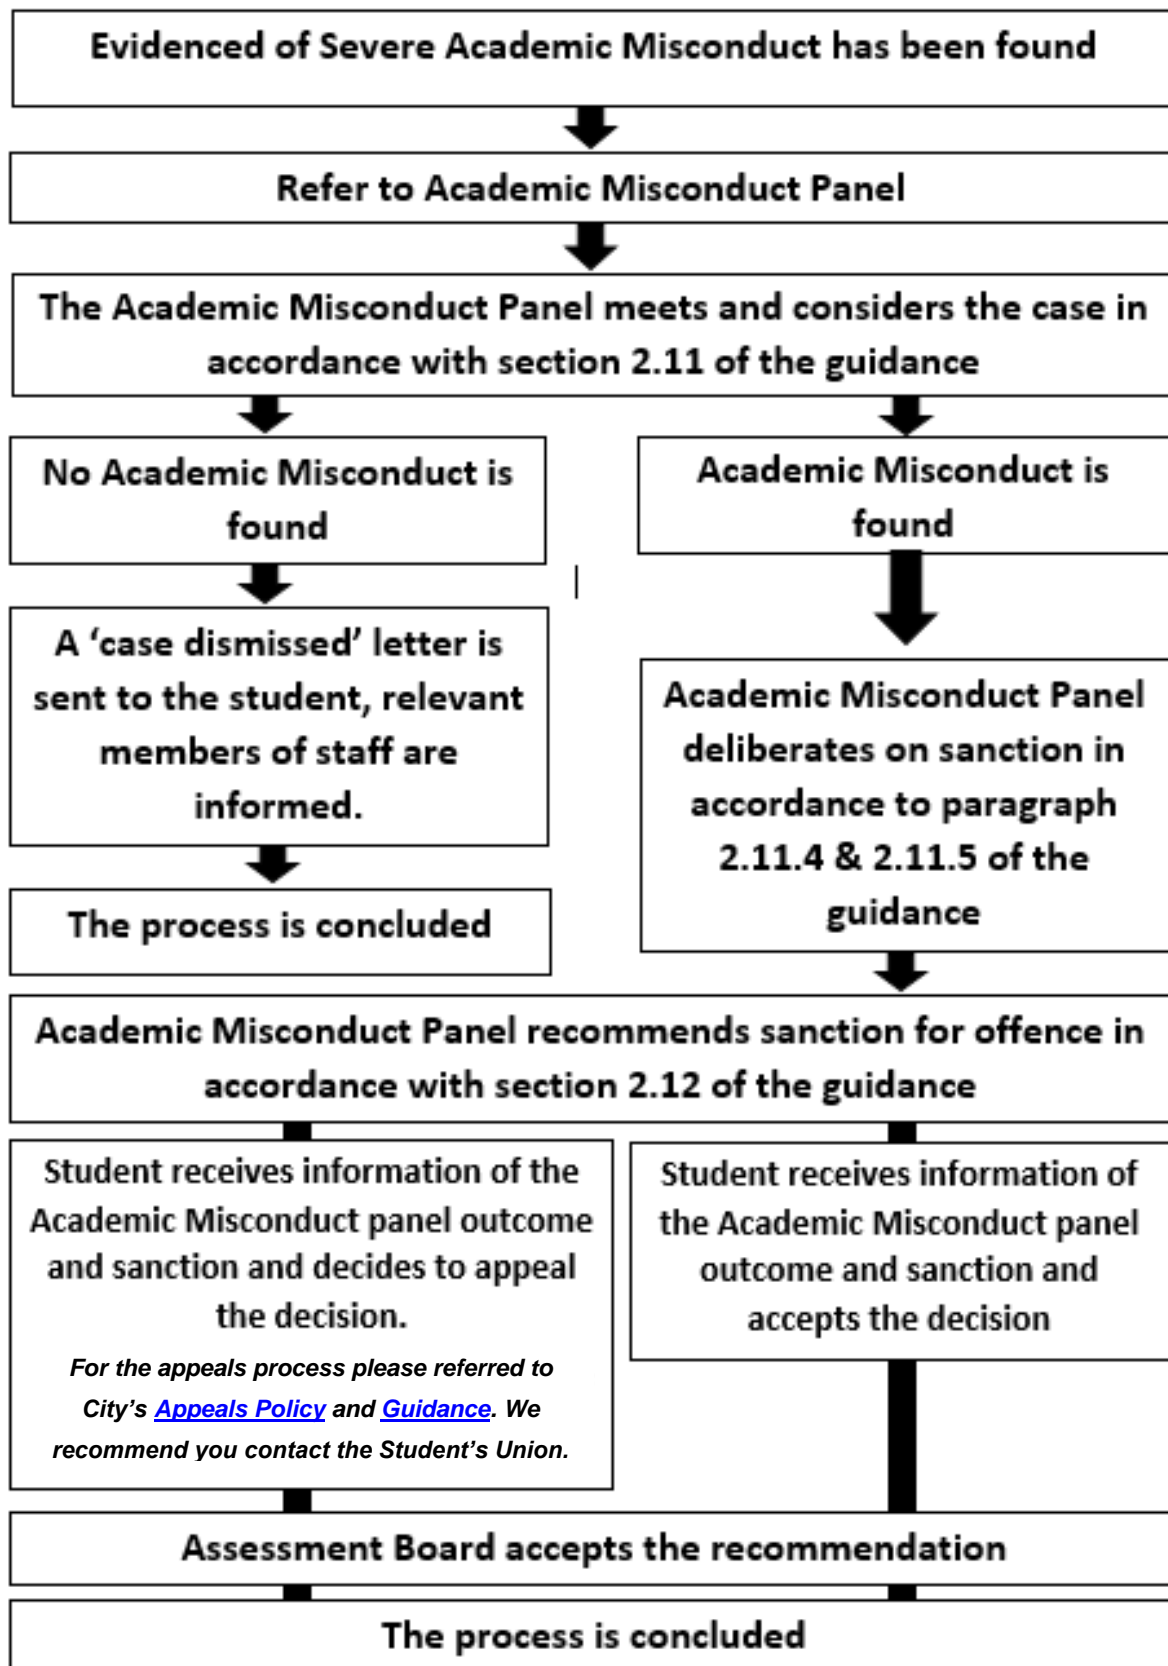 Evidenced of Severe Academic Misconduct has been found
Refer to Academic Misconduct Panel
The Academic Misconduct Panel meets and considers the case in
accordance with section 2.11 of the guidance
No Academic Misconduct is
found
A ‘case dismissed’ letter is
sent to the student, relevant
members of staff are
informed.
The process is concluded
Academic Misconduct is
found
Academic Misconduct Panel
deliberates on sanction in
accordance to paragraph
2.11.4 & 2.11.5 of the
guidance
Academic Misconduct Panel recommends sanction for offence in
accordance with section 2.12 of the guidance
Student receives information of the
Academic Misconduct panel outcome
and sanction and decides to appeal
the decision.
For the appeals process please referred to
City’s Appeals Policy and Guidance. We
recommend you contact the Student’s Union.
Student receives information of
the Academic Misconduct panel
outcome and sanction and
accepts the decision
Assessment Board accepts the recommendation
The process is concluded